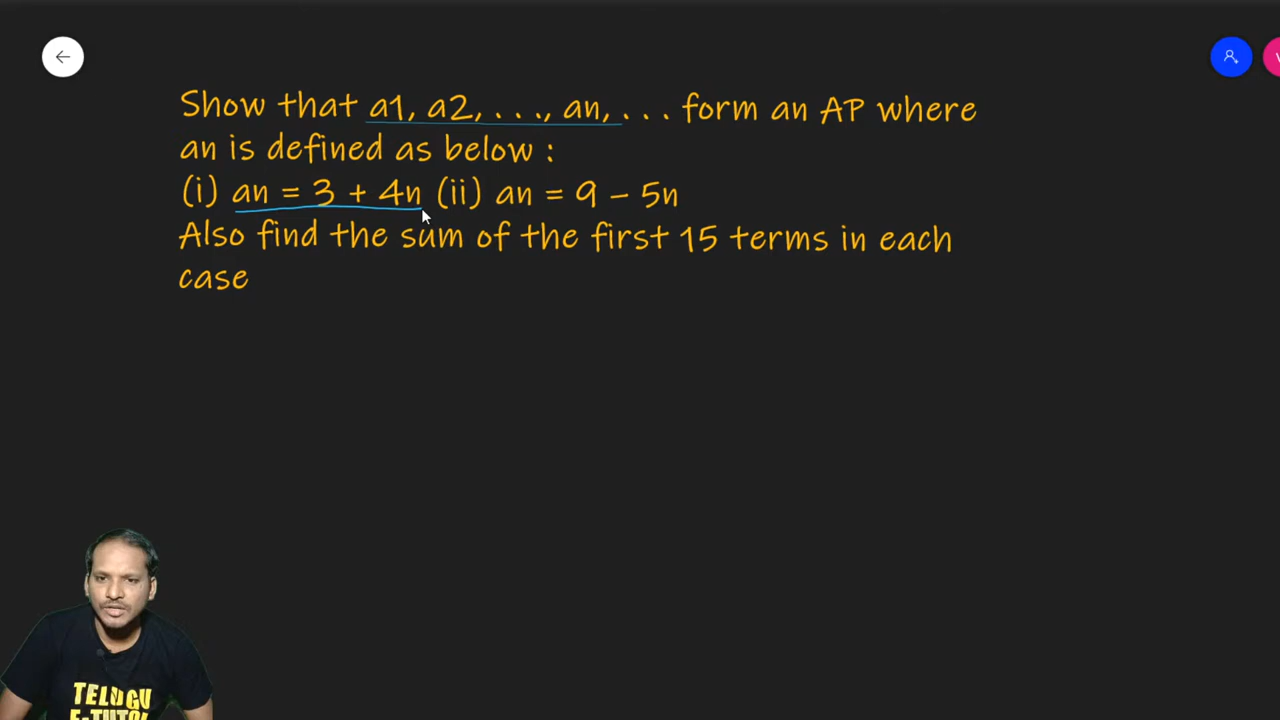 Show that a1, a2, . . ., an, . . . form an AP where
an is defined as below :
(i) an = 3 + 4n (ii) an = 9 – 5n
Also find the sum of the first 15 terms in each
case
TELUGU
E-TUTOR